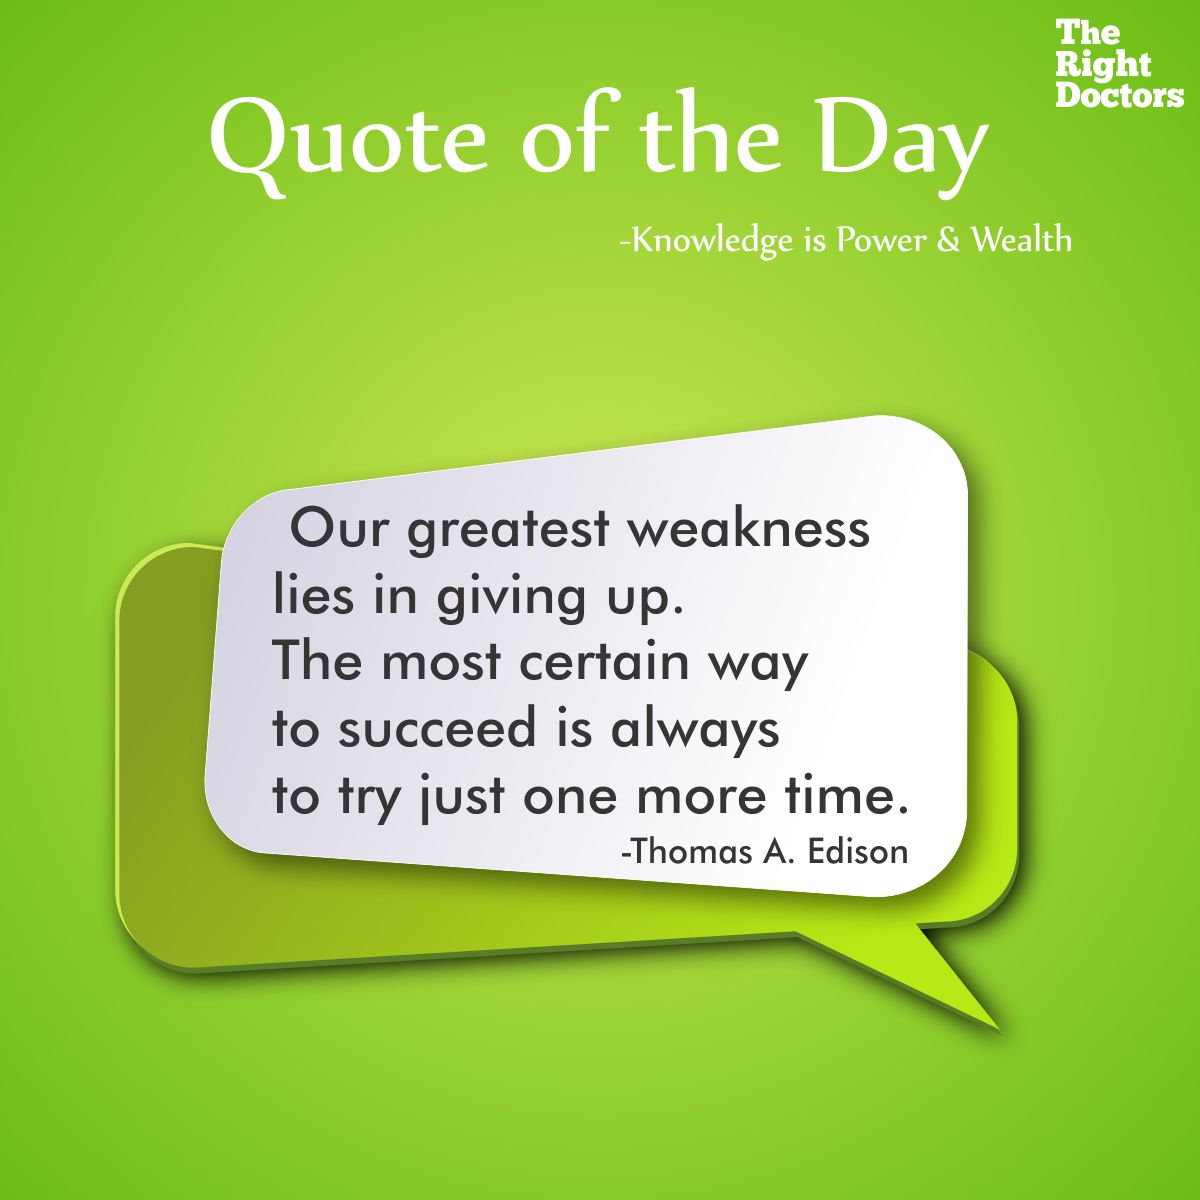 The
Right
Doctors
Quote of the Day
-Knowledge is Power & Wealth
Our greatest weakness
lies in giving up.
The most certain way
to succeed is always
to try just one more time.
-Thomas A. Edison